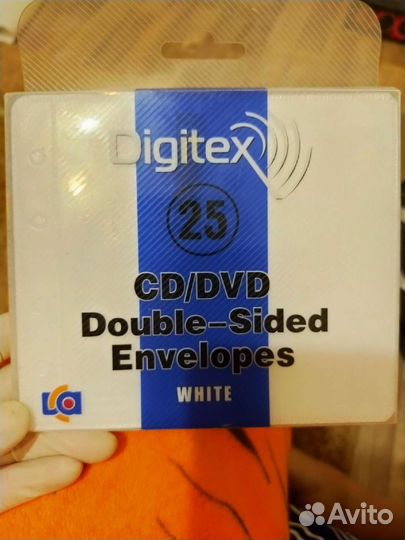 Digitex
25
CD/DVD
Double-Sided
Envelopes
WHITE
Avito